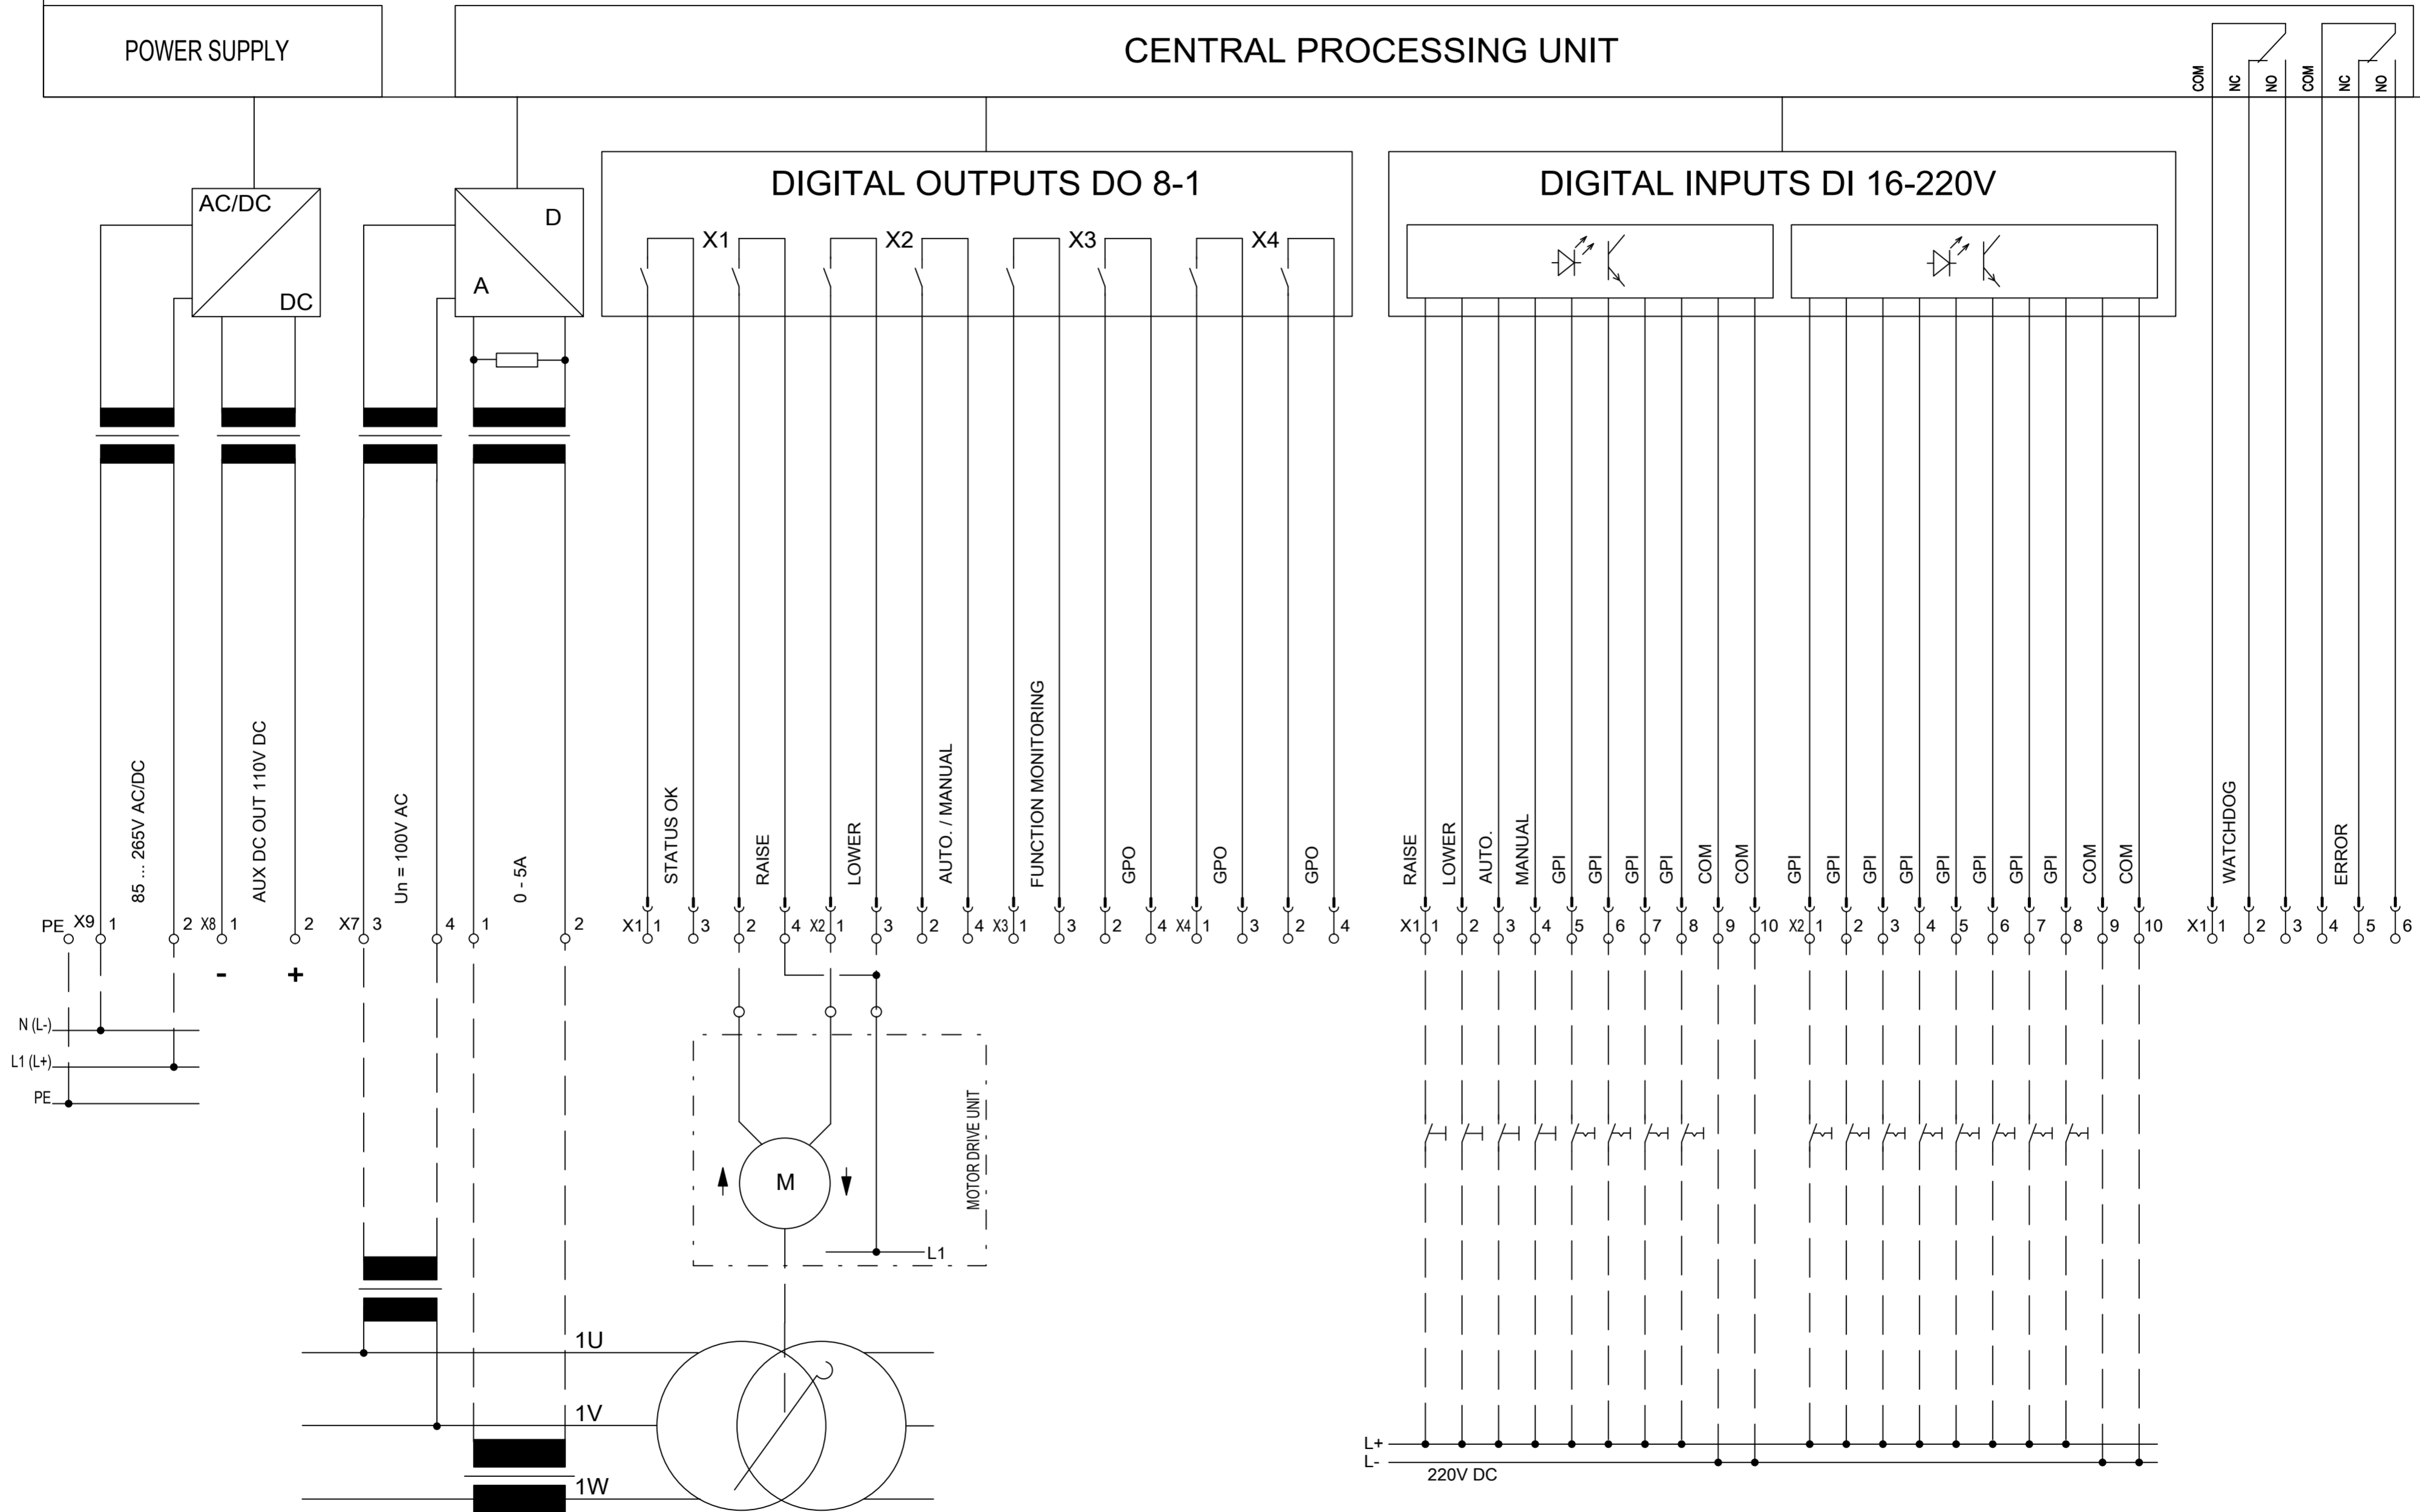 POWER SUPPLY
CENTRAL PROCESSING UNIT
COM
NC
NO
COM
NC
NO
DIGITAL OUTPUTS DO 8-1
DIGITAL INPUTS DI 16-220V
AC/DC
DC
D
A
X1
X2
X3
X4
85 ... 265V AC/DC
AUX DC OUT 110V DC
Un = 100V AC
0 - 5A
STATUS OK
RAISE
LOWER
AUTO. / MANUAL
FUNCTION MONITORING
GPO
GPO
GPO
RAISE
LOWER
AUTO.
MANUAL
GPI
GPI
GPI
GPI
COM
COM
GPI
GPI
GPI
GPI
GPI
GPI
GPI
GPI
COM
COM
WATCHDOG
ERROR
PE X9 1 2 X8 1 2 X7 3 4 1 2 X1 1 3 2 4 X2 1 3 2 4 X3 1 3 2 4 X4 1 3 2 4 X1 1 2 3 4 5 6 7 8 9 10 X2 1 2 3 4 5 6 7 8 9 10 X1 1 2 3 4 5 6
- +
N (L-)
L1 (L+)
PE
MOTOR DRIVE UNIT
M
L1
1U
1V
1W
L+
L-
220V DC